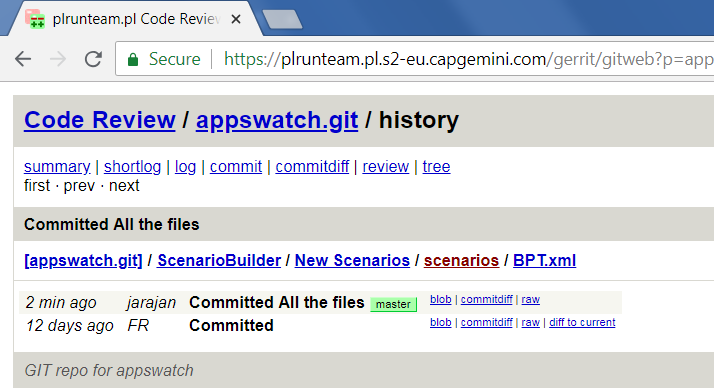 plrunteam.pl Code Review
Secure https://plrunteam.pl.s2-eu.capgemini.com/gerrit/gitweb?p=app
Code Review / appswatch.git / history
summary | shortlog | log | commit | commitdiff | review | tree
first · prev · next
Committed All the files
[appswatch.git] / ScenarioBuilder / New Scenarios / scenarios / BPT.xml
2 min ago jarajan Committed All the files master blob | commitdiff | raw
12 days ago FR Committed blob | commitdiff | raw | diff to current
GIT repo for appswatch